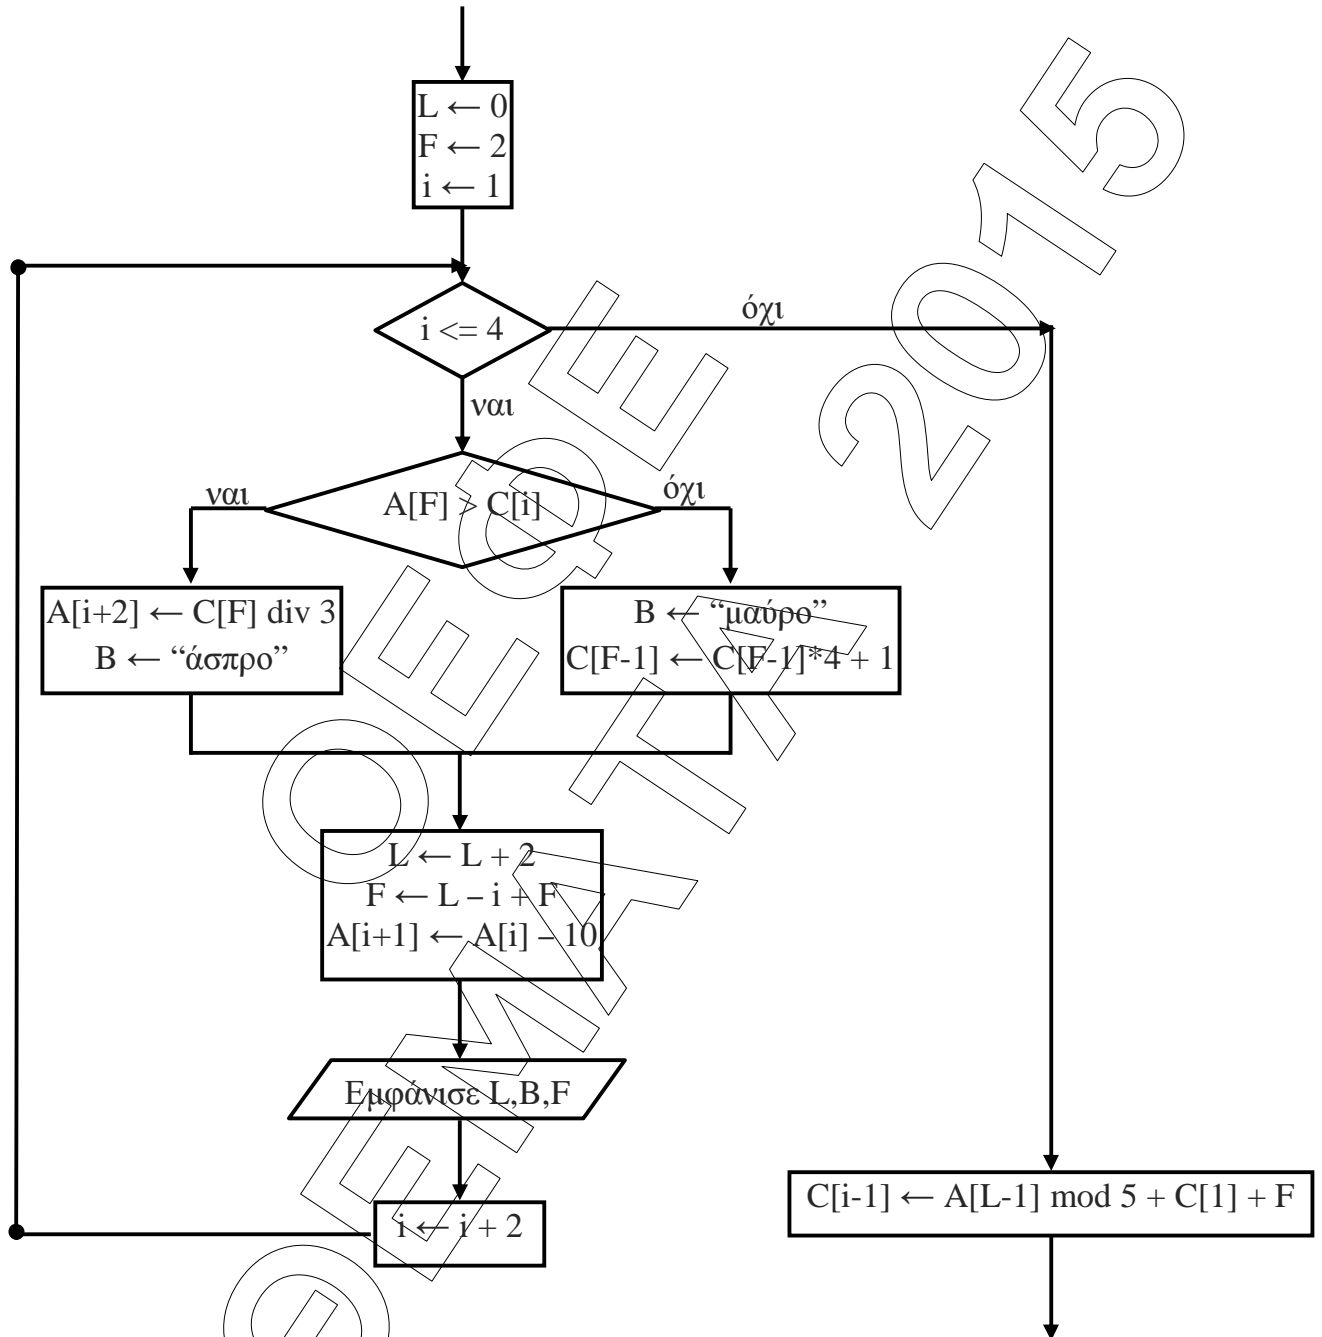 L ← 0
F ← 2
i ← 1
i <= 4
όχι
ναι
A[F] > C[i]
ναι
όχι
A[i+2] ← C[F] div 3
B ← “άσπρο”
B ← “μαύρο”
C[F-1] ← C[F-1]*4 + 1
L ← L + 2
F ← L – i + F
A[i+1] ← A[i] – 10
Εμφάνισε L,B,F
i ← i + 2
C[i-1] ← A[L-1] mod 5 + C[1] + F
ΘΕΜΑΤΑ
ΟΕΦΕ
2015